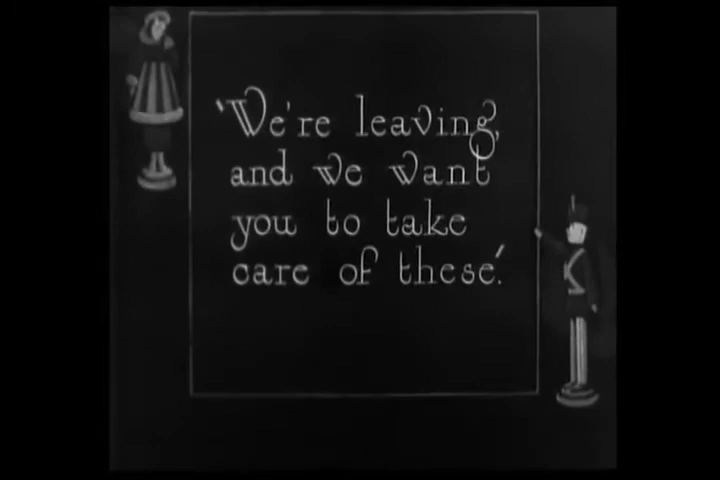 'We're leaving,
and we want
you to take
care of these'.